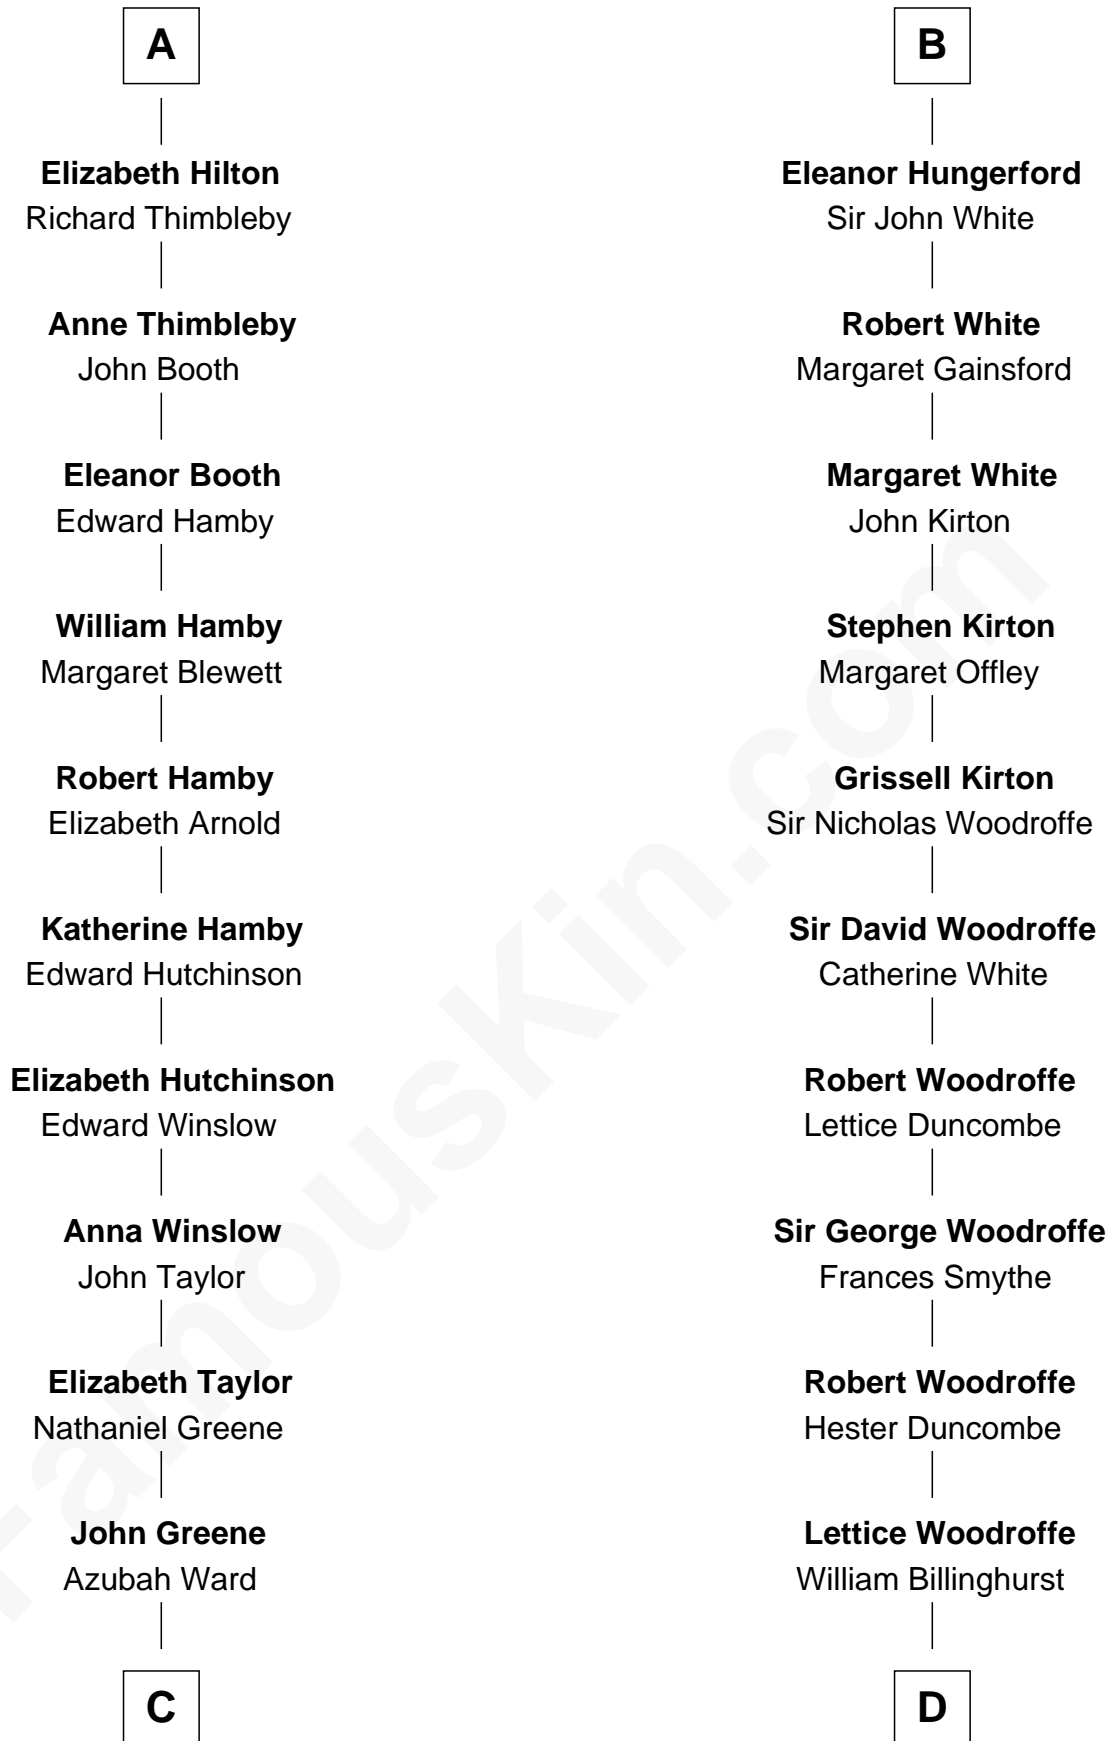 A
Elizabeth Hilton
Richard Thimbleby
Anne Thimbleby
John Booth
Eleanor Booth
Edward Hamby
William Hamby
Margaret Blewett
Robert Hamby
Elizabeth Arnold
Katherine Hamby
Edward Hutchinson
Elizabeth Hutchinson
Edward Winslow
Anna Winslow
John Taylor
Elizabeth Taylor
Nathaniel Greene
John Greene
Azubah Ward
C
B
Eleanor Hungerford
Sir John White
Robert White
Margaret Gainsford
Margaret White
John Kirton
Stephen Kirton
Margaret Offley
Grissell Kirton
Sir Nicholas Woodroffe
Sir David Woodroffe
Catherine White
Robert Woodroffe
Lettice Duncombe
Sir George Woodroffe
Frances Smythe
Robert Woodroffe
Hester Duncombe
Lettice Woodroffe
William Billinghurst
D
FamousKin.com